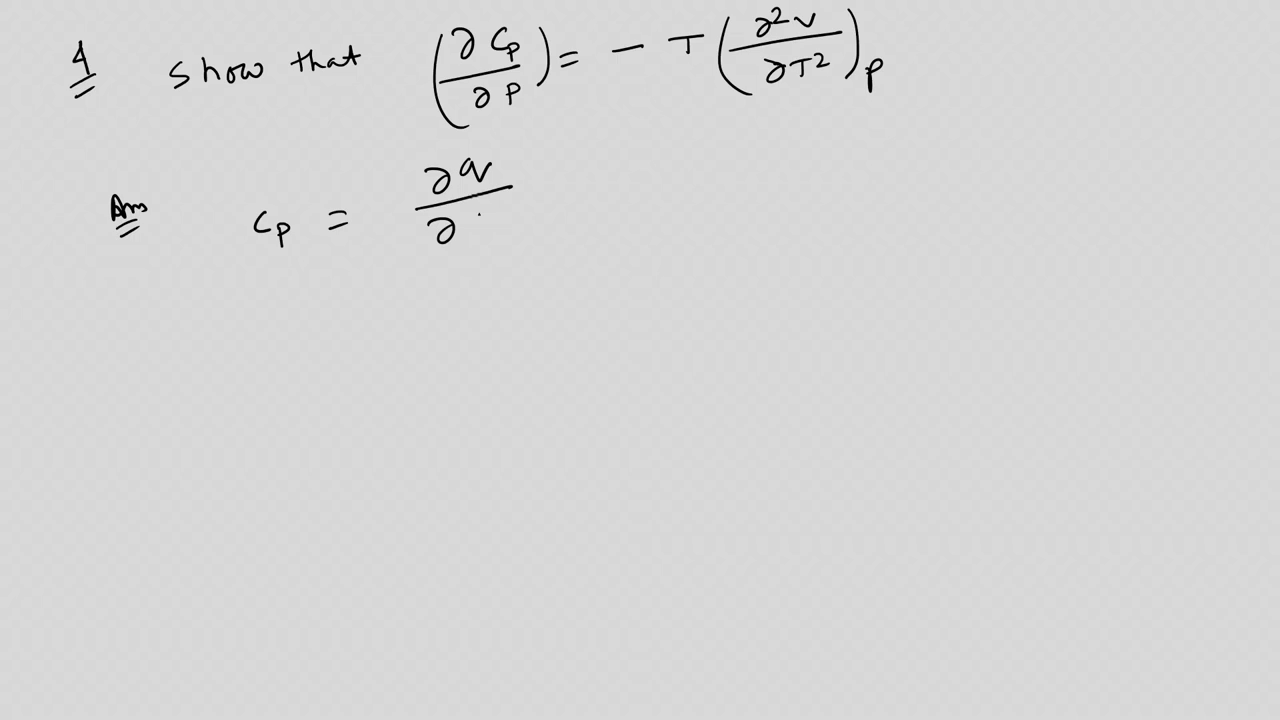 4 Show that (∂Cp/∂P) = - T (∂²V/∂T²)P
Ans Cp = ∂q/∂